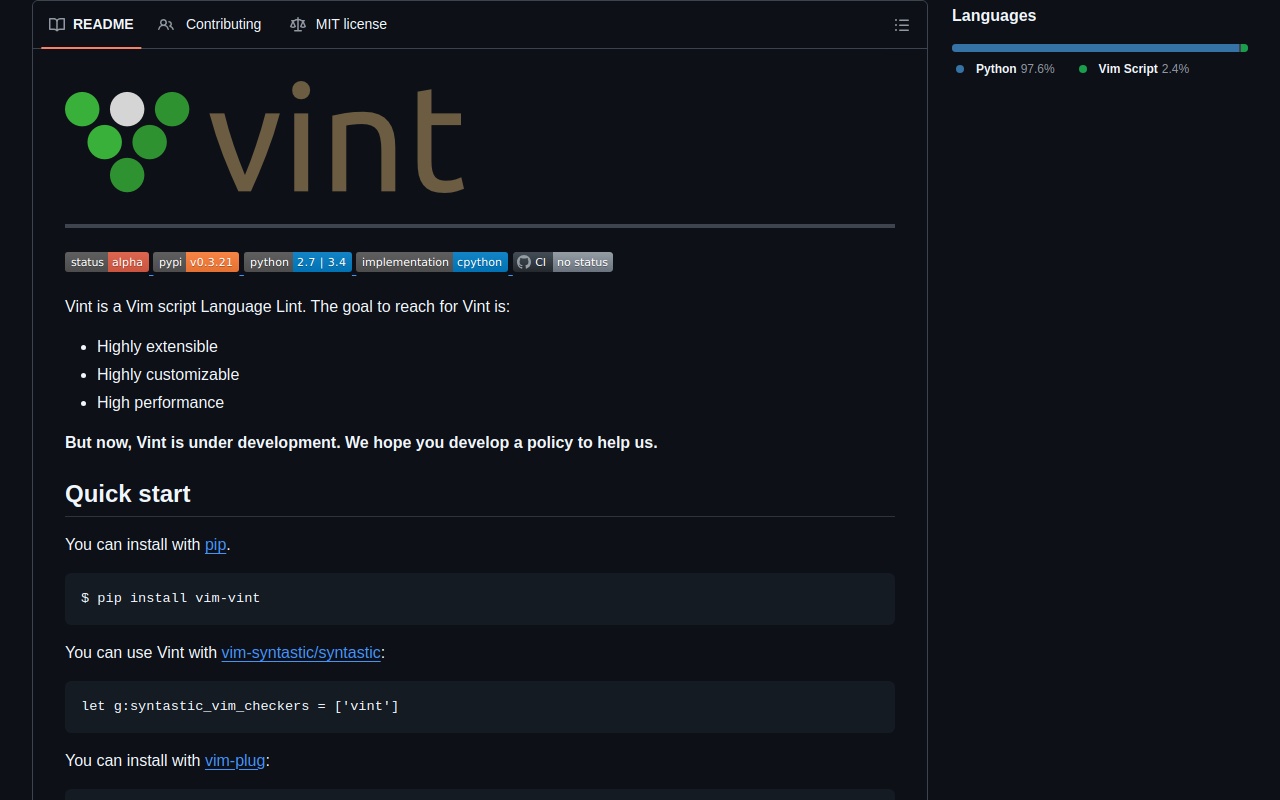 README Contributing MIT license
vint
status alpha pypi v0.3.21 python 2.7 | 3.4 implementation cpython CI no status
Vint is a Vim script Language Lint. The goal to reach for Vint is:
• Highly extensible
• Highly customizable
• High performance
But now, Vint is under development. We hope you develop a policy to help us.
Quick start
You can install with pip.
$ pip install vim-vint
You can use Vint with vim-syntastic/syntastic:
let g:syntastic_vim_checkers = ['vint']
You can install with vim-plug:
Languages
Python 97.6% Vim Script 2.4%